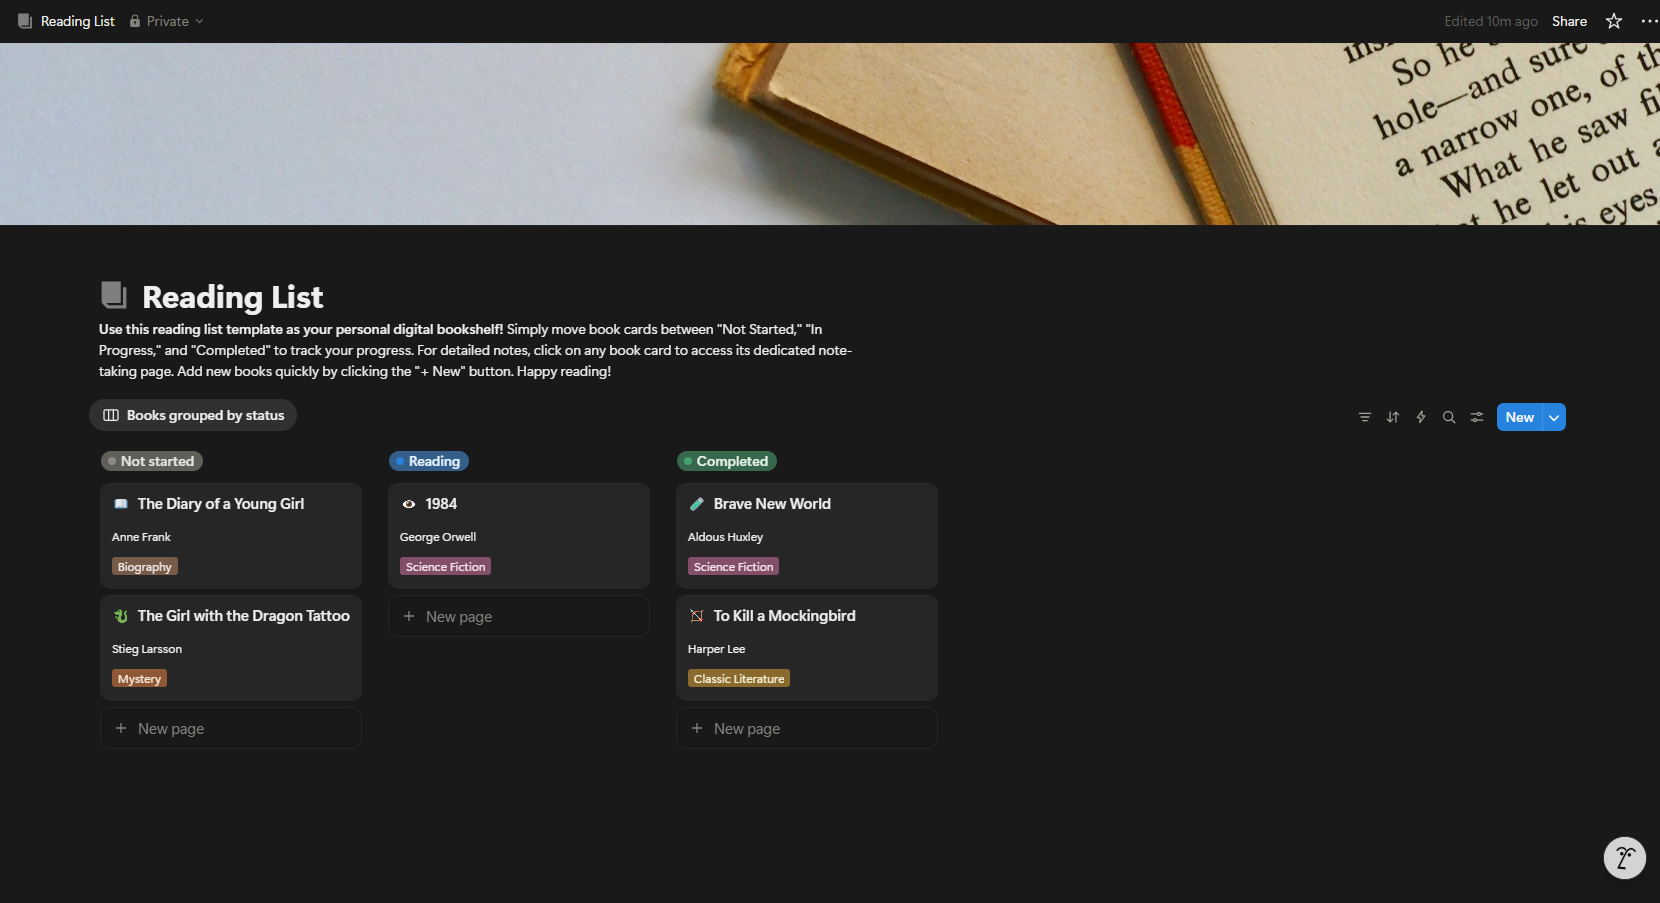 Reading List Private
Edited 10m ago Share
So he
hole—and sure
a narrow one, of
What he saw
he let out
eyes
Reading List
Use this reading list template as your personal digital bookshelf! Simply move book cards between "Not Started," "In
Progress," and "Completed" to track your progress. For detailed notes, click on any book card to access its dedicated note-
taking page. Add new books quickly by clicking the "+ New" button. Happy reading!
Books grouped by status
New
Not started
The Diary of a Young Girl
Anne Frank
Biography
The Girl with the Dragon Tattoo
Stieg Larsson
Mystery
+ New page
Reading
1984
George Orwell
Science Fiction
+ New page
Completed
Brave New World
Aldous Huxley
Science Fiction
To Kill a Mockingbird
Harper Lee
Classic Literature
+ New page